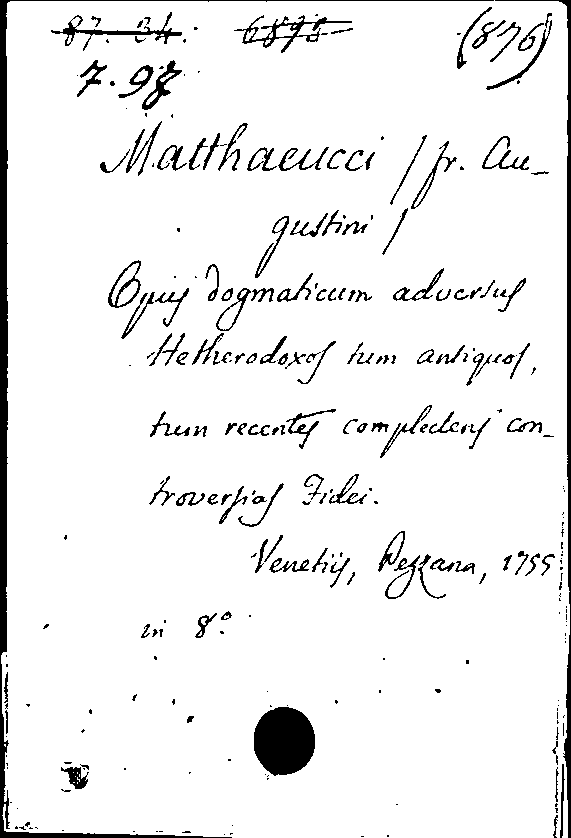 87. 34. 6898 (876)
7.98
Matthaeucci / fr. Au-
gustini /
Opus dogmaticum adversus
Hetherodoxos tum antiquos,
tum recentes complectens con-
troversias Fidei.
Venetiis, Pezzana, 1755
in 8°